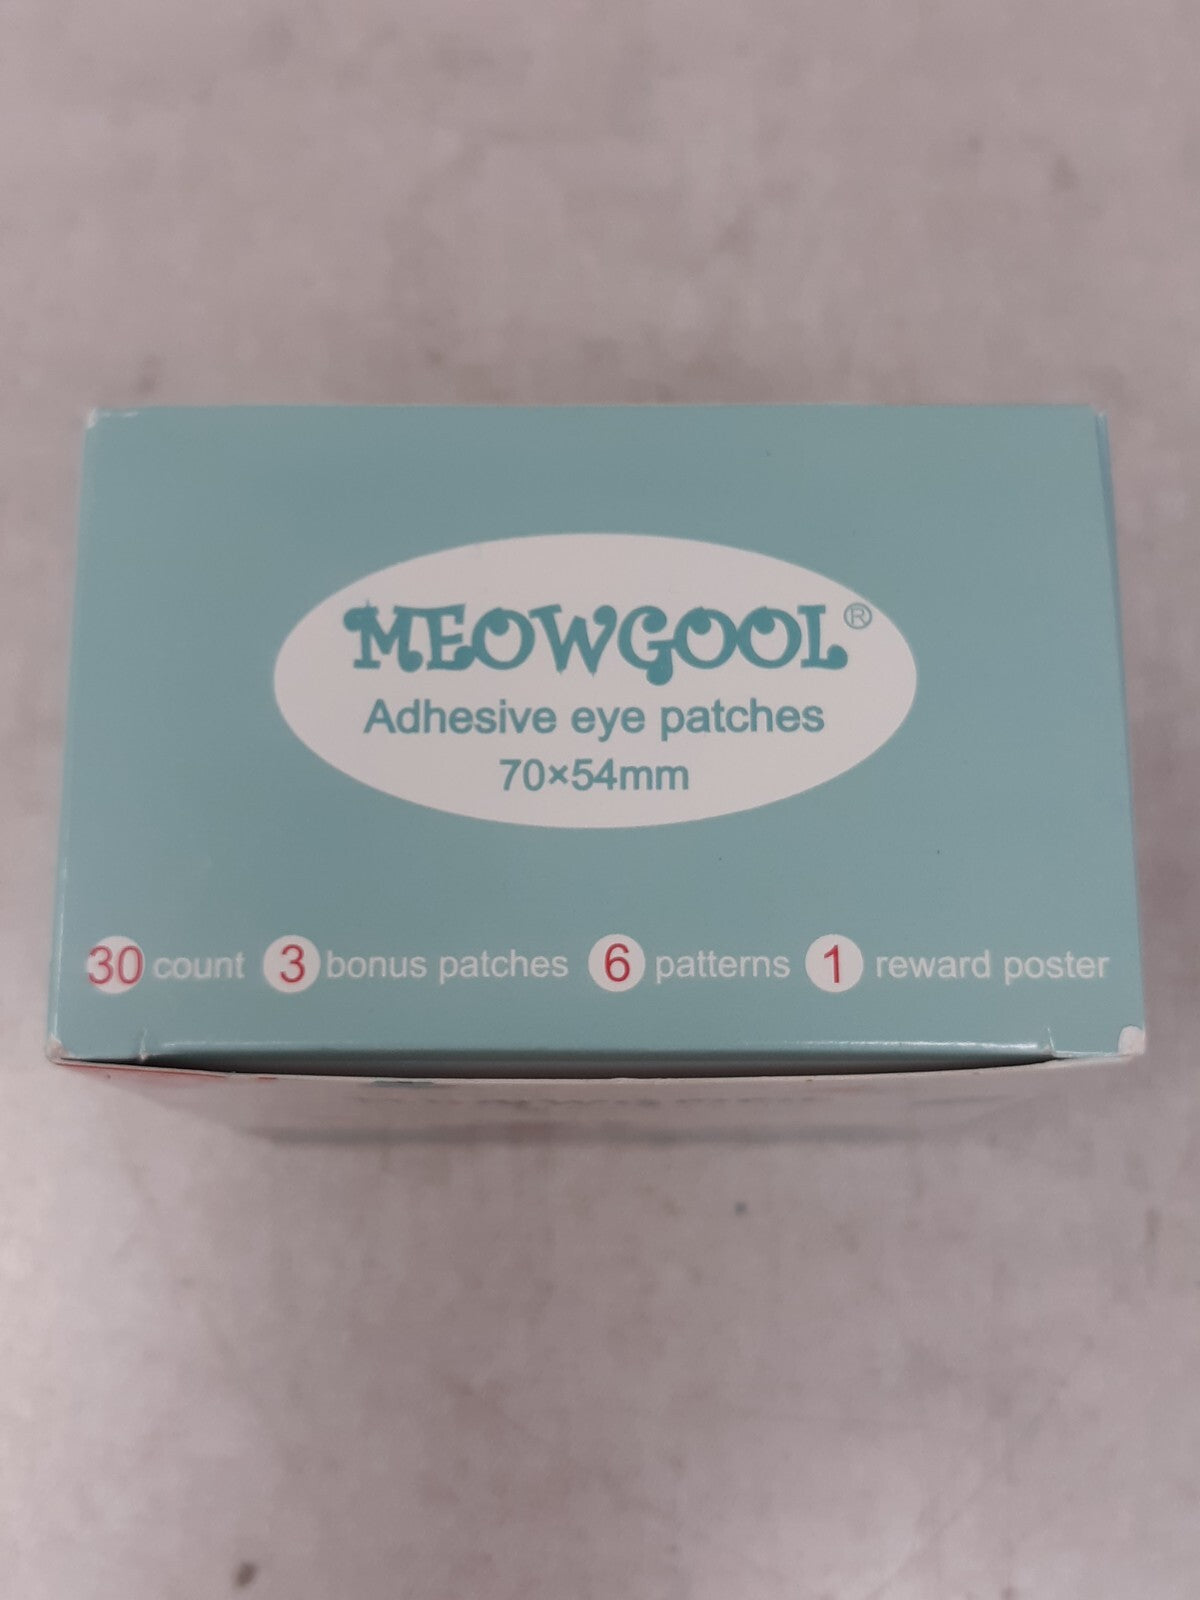 MEOWGOOL®
Adhesive eye patches
70×54mm
30 count 3 bonus patches 6 patterns 1 reward poster